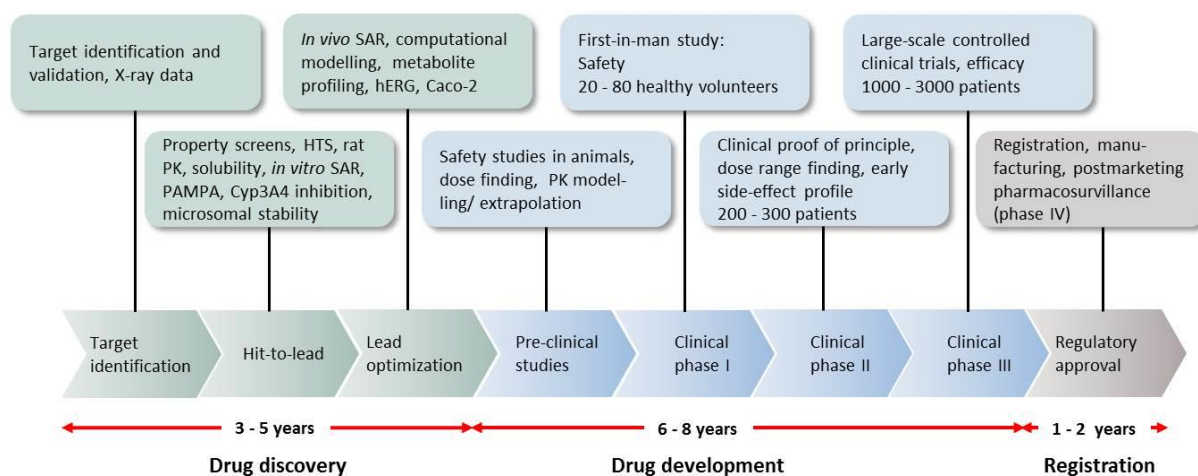 Target identification and
validation, X-ray data
In vivo SAR, computational
modelling, metabolite
profiling, hERG, Caco-2
First-in-man study:
Safety
20 - 80 healthy volunteers
Large-scale controlled
clinical trials, efficacy
1000 - 3000 patients
Property screens, HTS, rat
PK, solubility, in vitro SAR,
PAMPA, Cyp3A4 inhibition,
microsomal stability
Safety studies in animals,
dose finding, PK model-
ling/ extrapolation
Clinical proof of principle,
dose range finding, early
side-effect profile
200 - 300 patients
Registration, manu-
facturing, postmarketing
pharmacosurvillance
(phase IV)
Target
identification
Hit-to-lead
Lead
optimization
Pre-clinical
studies
Clinical
phase I
Clinical
phase II
Clinical
phase III
Regulatory
approval
3 - 5 years
6 - 8 years
1 - 2 years
Drug discovery
Drug development
Registration